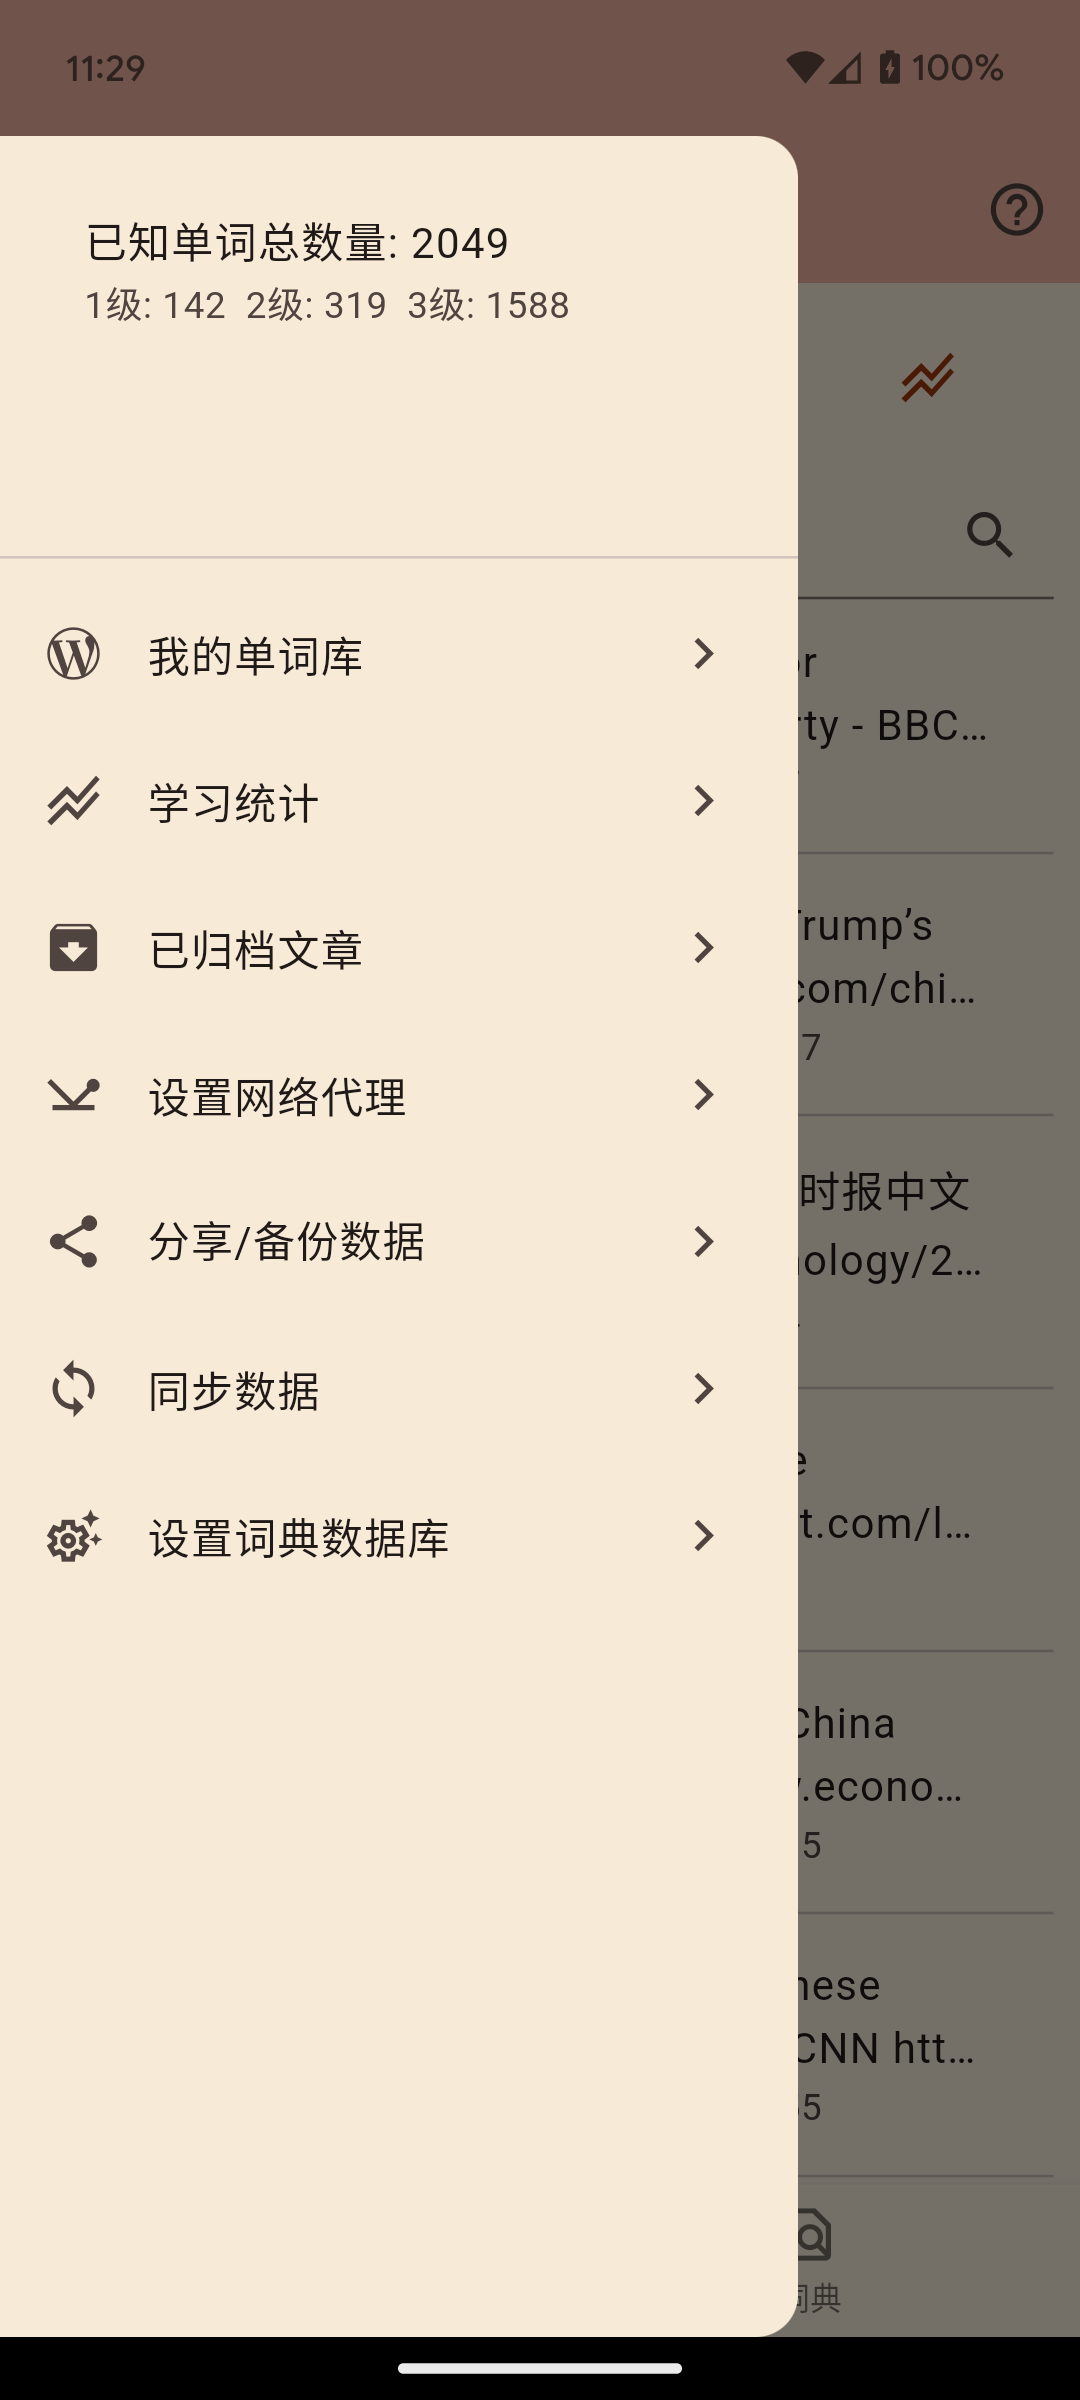 11:29
100%
已知单词总数量: 2049
1级: 142 2级: 319 3级: 1588
我的单词库
学习统计
已归档文章
设置网络代理
分享/备份数据
同步数据
设置词典数据库
rty - BBC…
Trump’s
com/chi…
7
时报中文
ology/2…
t.com/l…
China
.econo…
5
nese
CNN htt…
5
词典